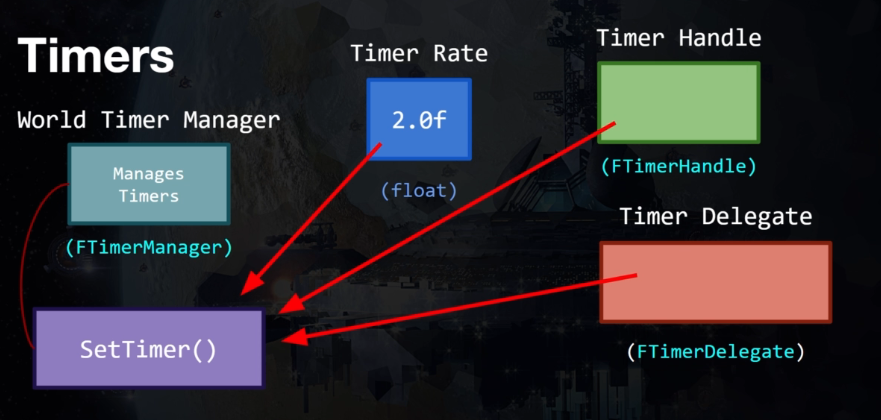 Timers
World Timer Manager
Manages
Timers
(FTimerManager)
SetTimer()
Timer Rate
2.0f
(float)
Timer Handle
(FTimerHandle)
Timer Delegate
(FTimerDelegate)